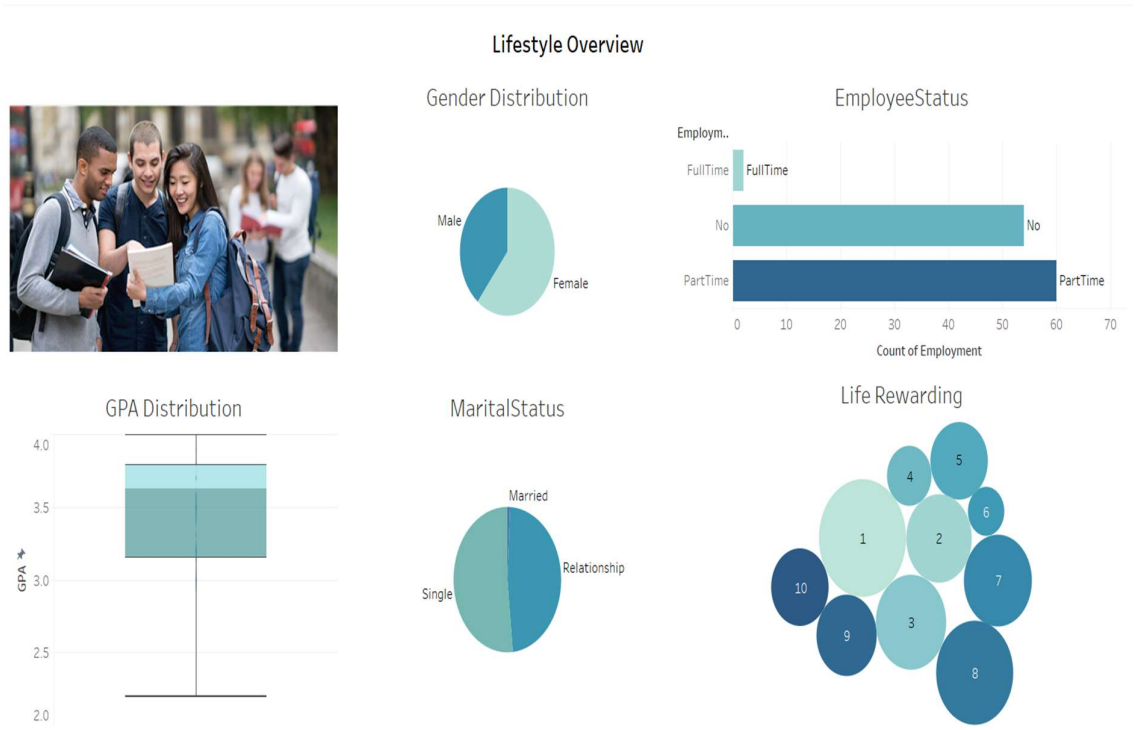 Lifestyle Overview
Gender Distribution
Male
Female
EmployeeStatus
Employm..
FullTime
FullTime
No
No
PartTime
PartTime
0 10 20 30 40 50 60 70
Count of Employment
GPA Distribution
GPA
4.0
3.5
3.0
2.5
2.0
MaritalStatus
Married
Relationship
Single
Life Rewarding
5
4
6
1
2
7
10
3
9
8